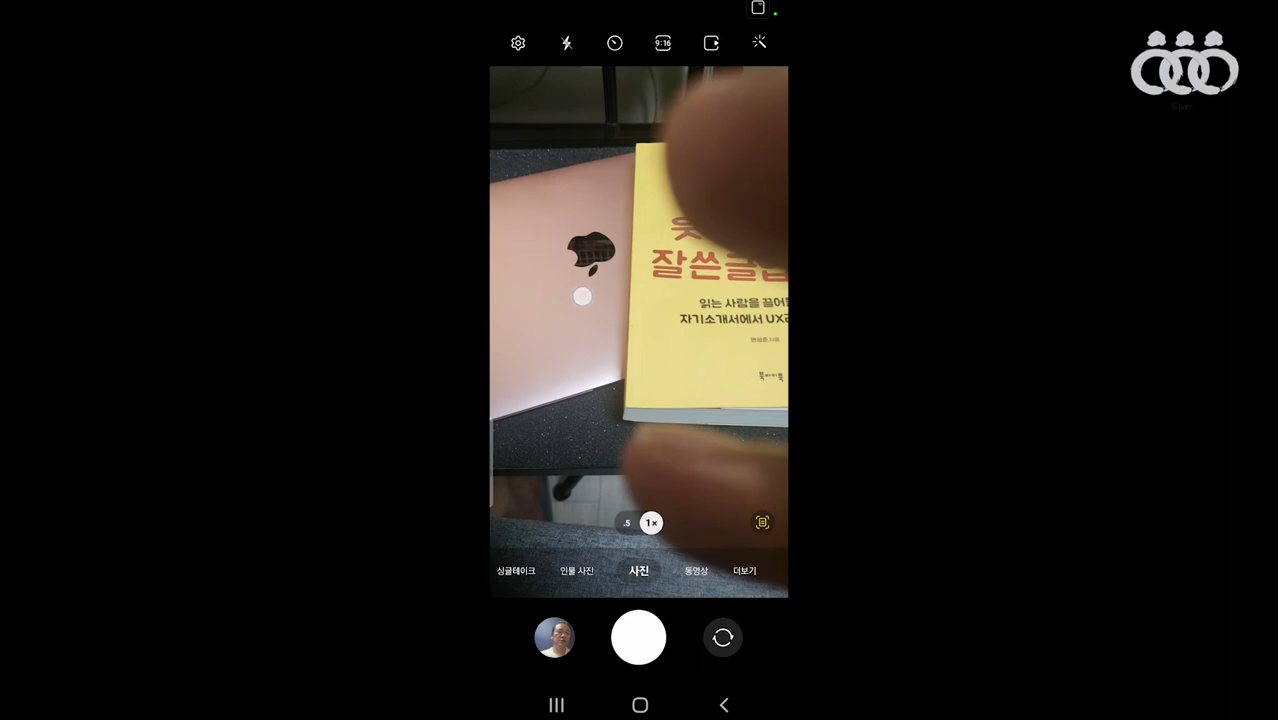 9:16
잘쓴글입
읽는 사람을 끌어
자기소개서에서 UX
.5
1×
싱글테이크
인물 사진
사진
동영상
더보기
Silver